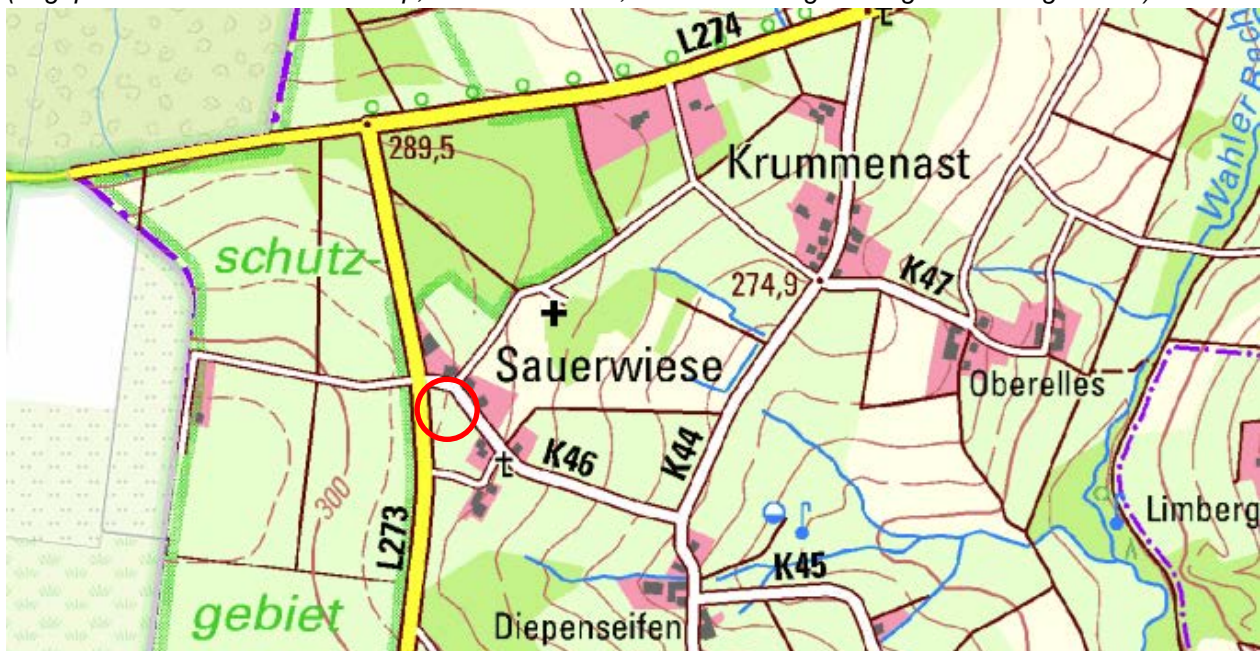 L274
289,5
Krummenast
Wahler Bach
schutz-
274,9
K47
Sauerwiese
Oberelles
K46
K44
300
L273
Limberg
K45
gebiet
Diepenseifen